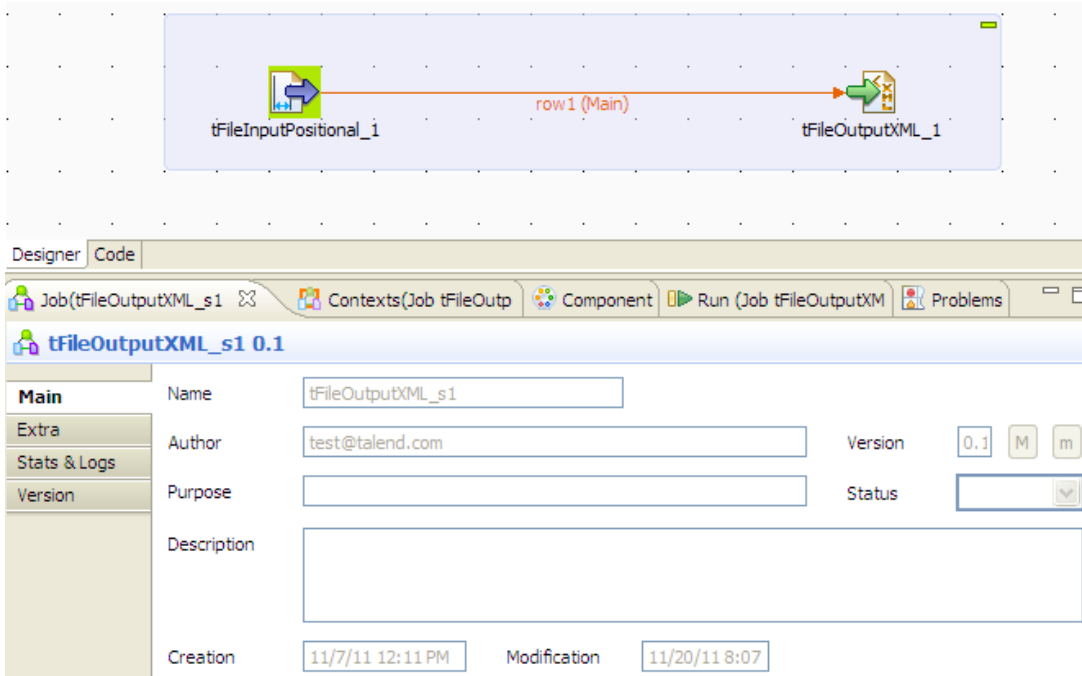 row1 (Main)
tFileInputPositional_1
tFileOutputXML_1
Designer
Code
Job(tFileOutputXML_s1
Contexts(Job tFileOutp
Component
Run (Job tFileOutputXM
Problems
tFileOutputXML_s1 0.1
Main
Extra
Stats & Logs
Version
Name
tFileOutputXML_s1
Author
test@talend.com
Version
0.1
M
m
Purpose
Status
Description
Creation
11/7/11 12:11 PM
Modification
11/20/11 8:07